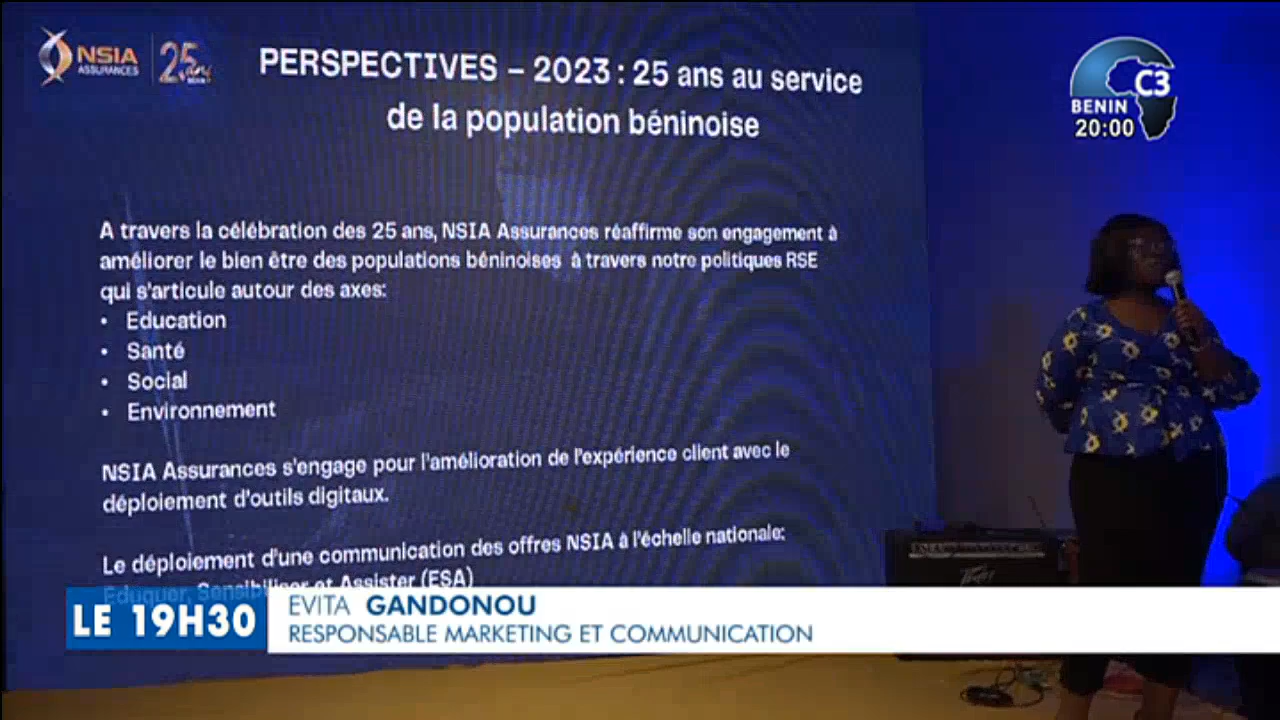 NSIA
ASSURANCES
25 ans
PERSPECTIVES – 2023 : 25 ans au service
de la population béninoise
C3
BENIN
20:00
A travers la célébration des 25 ans, NSIA Assurances réaffirme son engagement à
améliorer le bien être des populations béninoises à travers notre politiques RSE
qui s'articule autour des axes:
• Education
• Santé
• Social
• Environnement
NSIA Assurances s'engage pour l'amélioration de l'expérience client avec le
déploiement d'outils digitaux.
Le déploiement d'une communication des offres NSIA à l'échelle nationale:
Eduquer, Sensibiliser et Assister (ESA)
PEAVEY
LE 19H30
EVITA GANDONOU
RESPONSABLE MARKETING ET COMMUNICATION